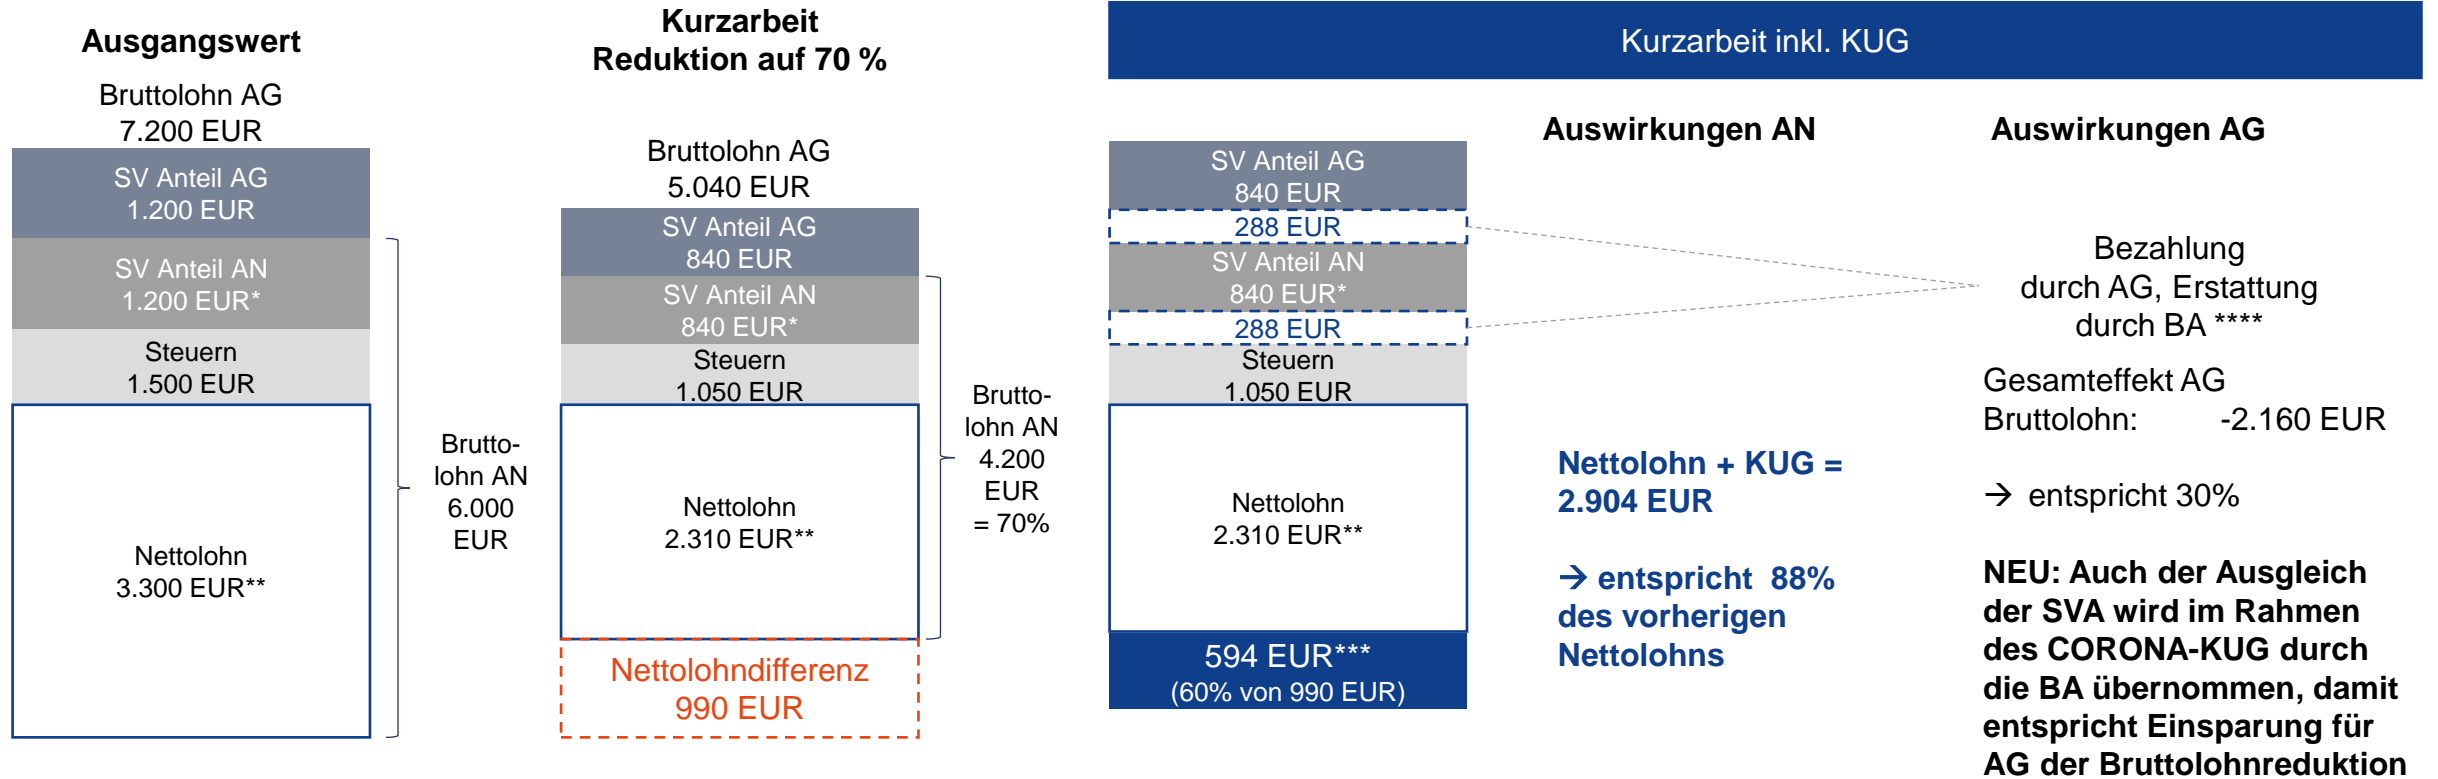 Ausgangswert
Bruttolohn AG
7.200 EUR
SV Anteil AG
1.200 EUR
SV Anteil AN
1.200 EUR*
Steuern
1.500 EUR
Nettolohn
3.300 EUR**
Brutto-
lohn AN
6.000
EUR
Kurzarbeit
Reduktion auf 70 %
Bruttolohn AG
5.040 EUR
SV Anteil AG
840 EUR
SV Anteil AN
840 EUR*
Steuern
1.050 EUR
Nettolohn
2.310 EUR**
Nettolohndifferenz
990 EUR
Brutto-
lohn AN
4.200
EUR
= 70%
Kurzarbeit inkl. KUG
SV Anteil AG
840 EUR
288 EUR
SV Anteil AN
840 EUR*
288 EUR
Steuern
1.050 EUR
Nettolohn
2.310 EUR**
594 EUR***
(60% von 990 EUR)
Auswirkungen AN
Nettolohn + KUG =
2.904 EUR
→ entspricht 88%
des vorherigen
Nettolohns
Auswirkungen AG
Bezahlung
durch AG, Erstattung
durch BA ****
Gesamteffekt AG
Bruttolohn: -2.160 EUR
→ entspricht 30%
NEU: Auch der Ausgleich
der SVA wird im Rahmen
des CORONA-KUG durch
die BA übernommen, damit
entspricht Einsparung für
AG der Bruttolohnreduktion